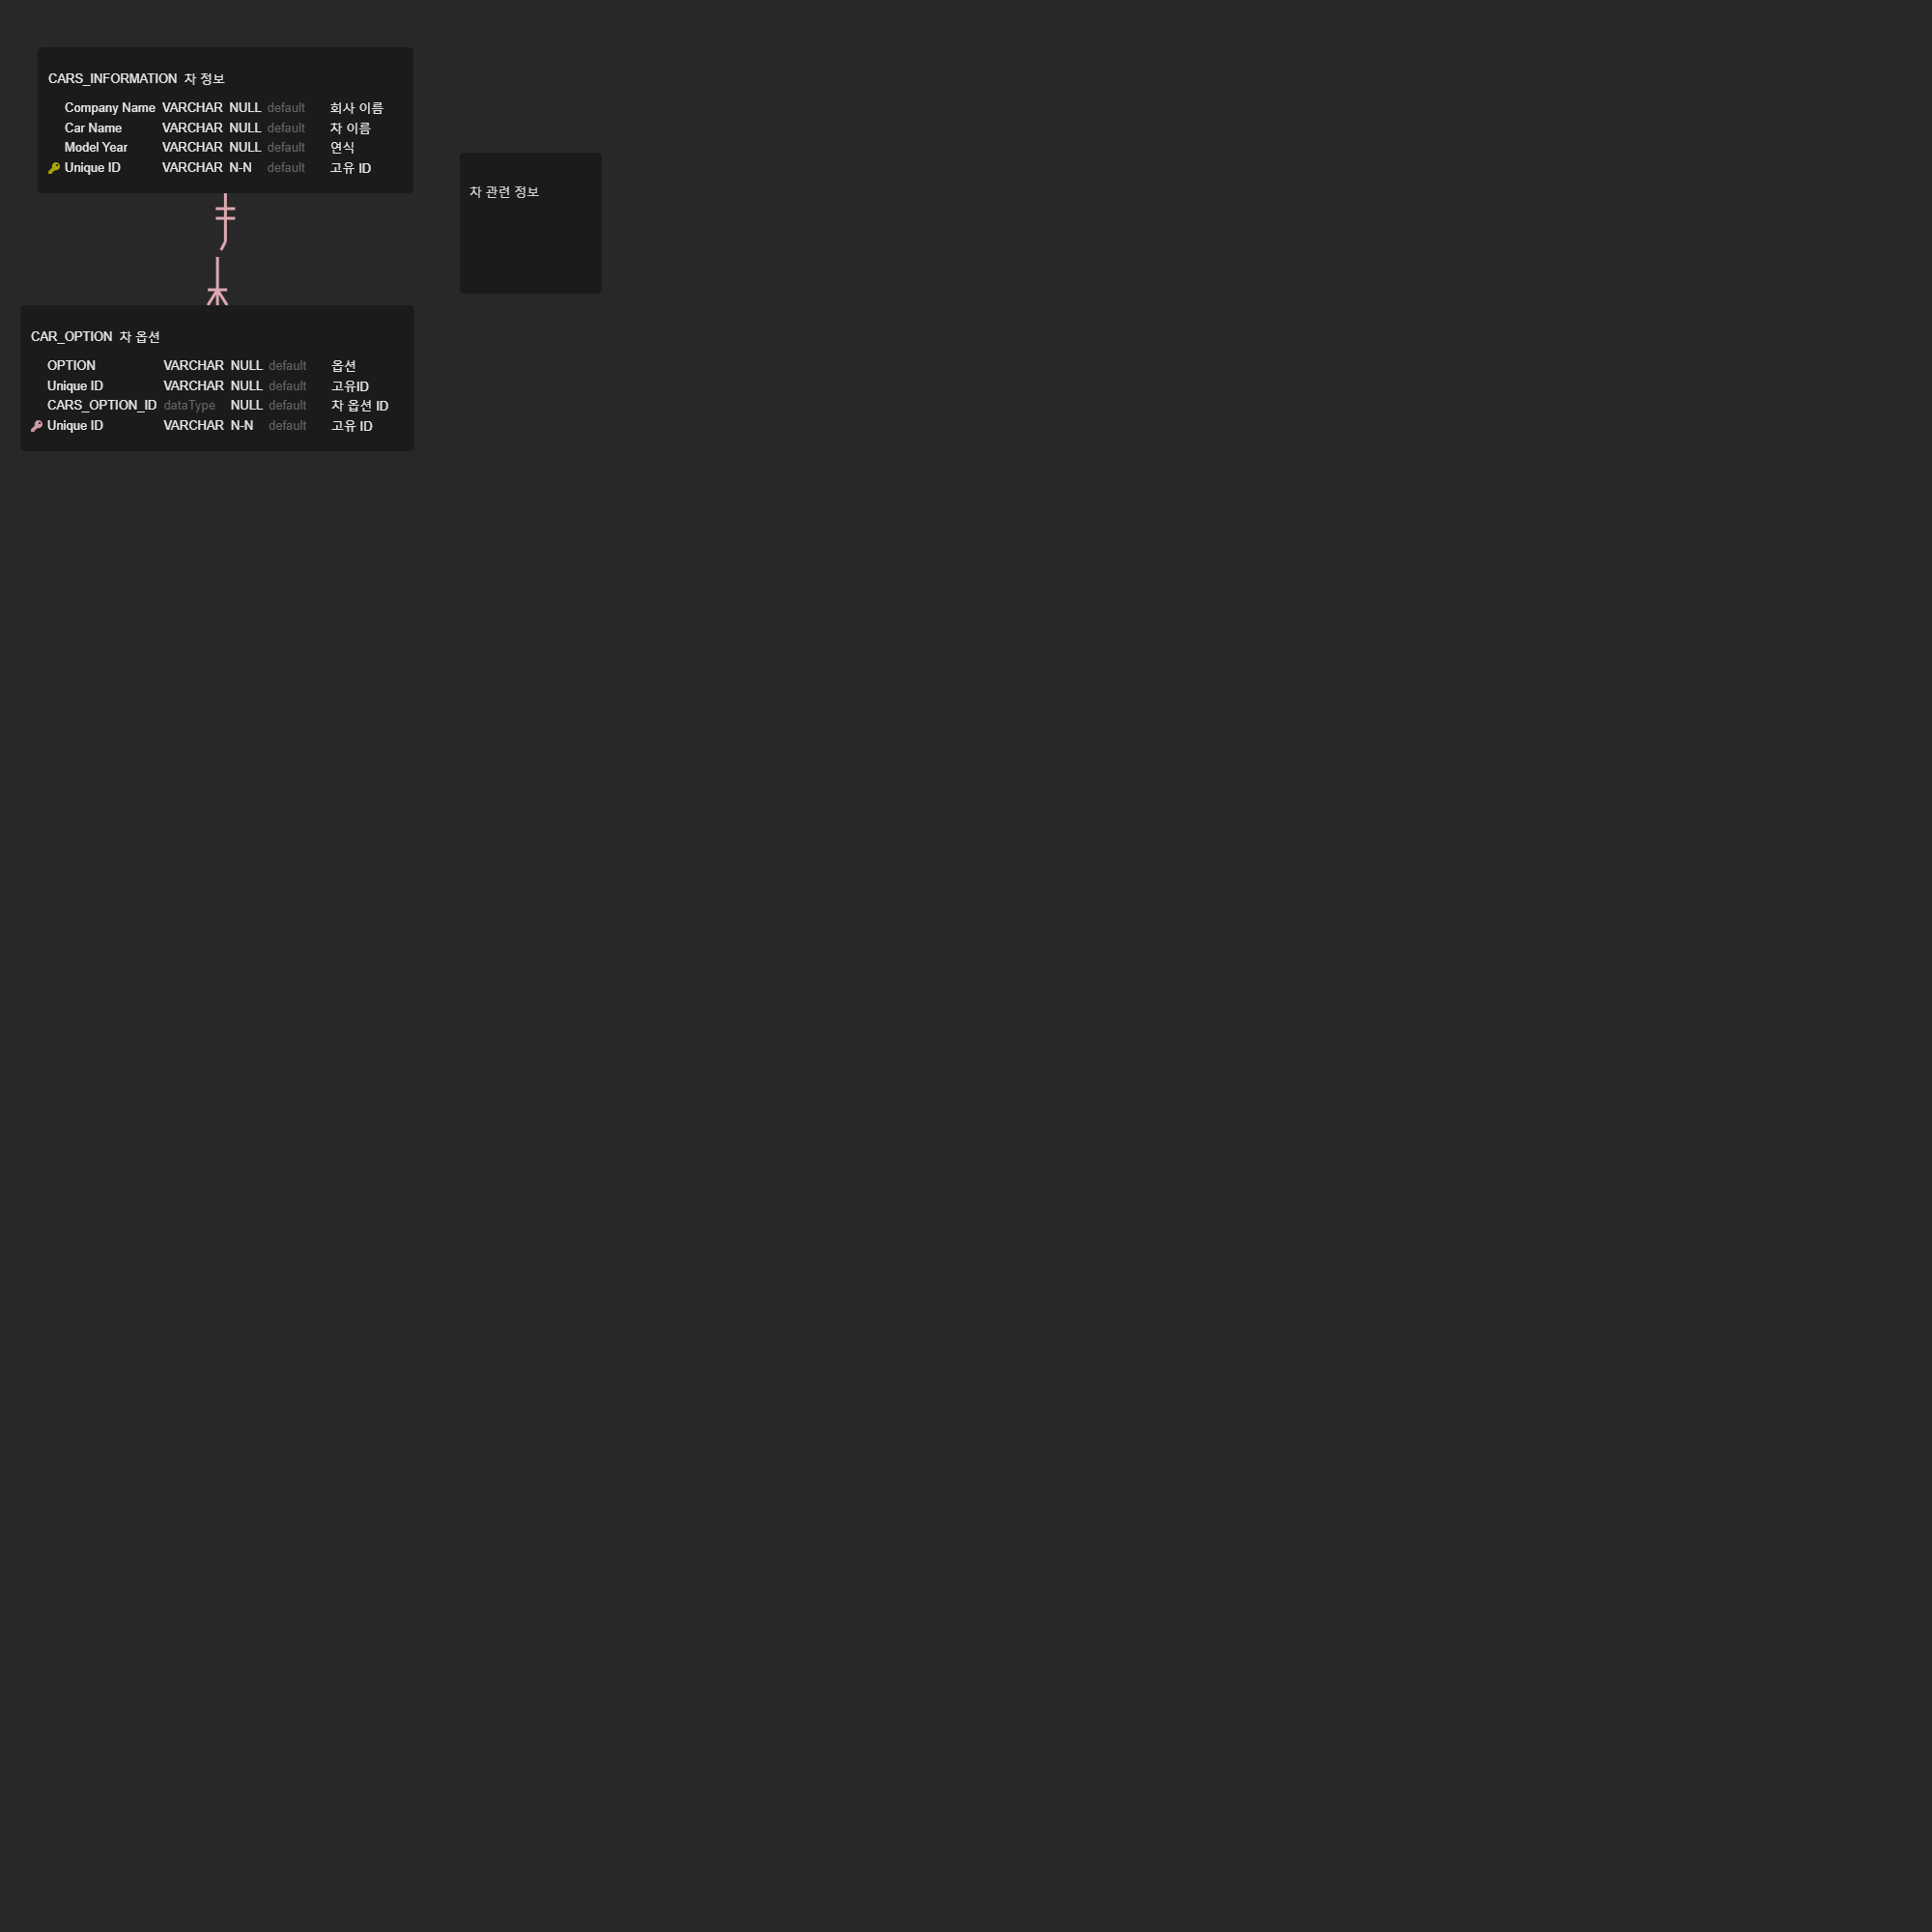 CARS_INFORMATION 차 정보
Company Name VARCHAR NULL default 회사 이름
Car Name VARCHAR NULL default 차 이름
Model Year VARCHAR NULL default 연식
Unique ID VARCHAR N-N default 고유 ID
차 관련 정보
CAR_OPTION 차 옵션
OPTION VARCHAR NULL default 옵션
Unique ID VARCHAR NULL default 고유ID
CARS_OPTION_ID dataType NULL default 차 옵션 ID
Unique ID VARCHAR N-N default 고유 ID